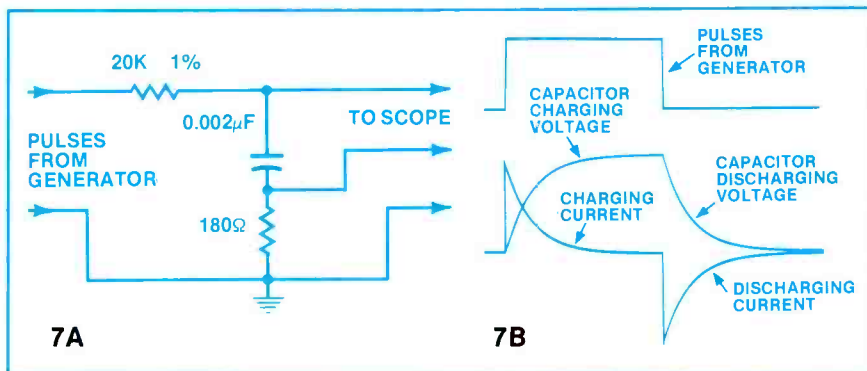 20K 1%
0.002µF
PULSES
FROM
GENERATOR
TO SCOPE
180Ω
7A
PULSES
FROM
GENERATOR
CAPACITOR
CHARGING
VOLTAGE
CAPACITOR
DISCHARGING
VOLTAGE
CHARGING
CURRENT
DISCHARGING
CURRENT
7B